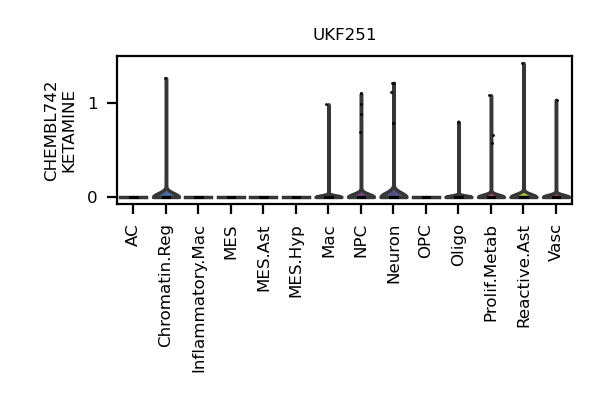 UKF251
CHEMBL742
KETAMINE
1
0
AC
Chromatin.Reg
Inflammatory.Mac
MES
MES.Ast
MES.Hyp
Mac
NPC
Neuron
OPC
Oligo
Prolif.Metab
Reactive.Ast
Vasc